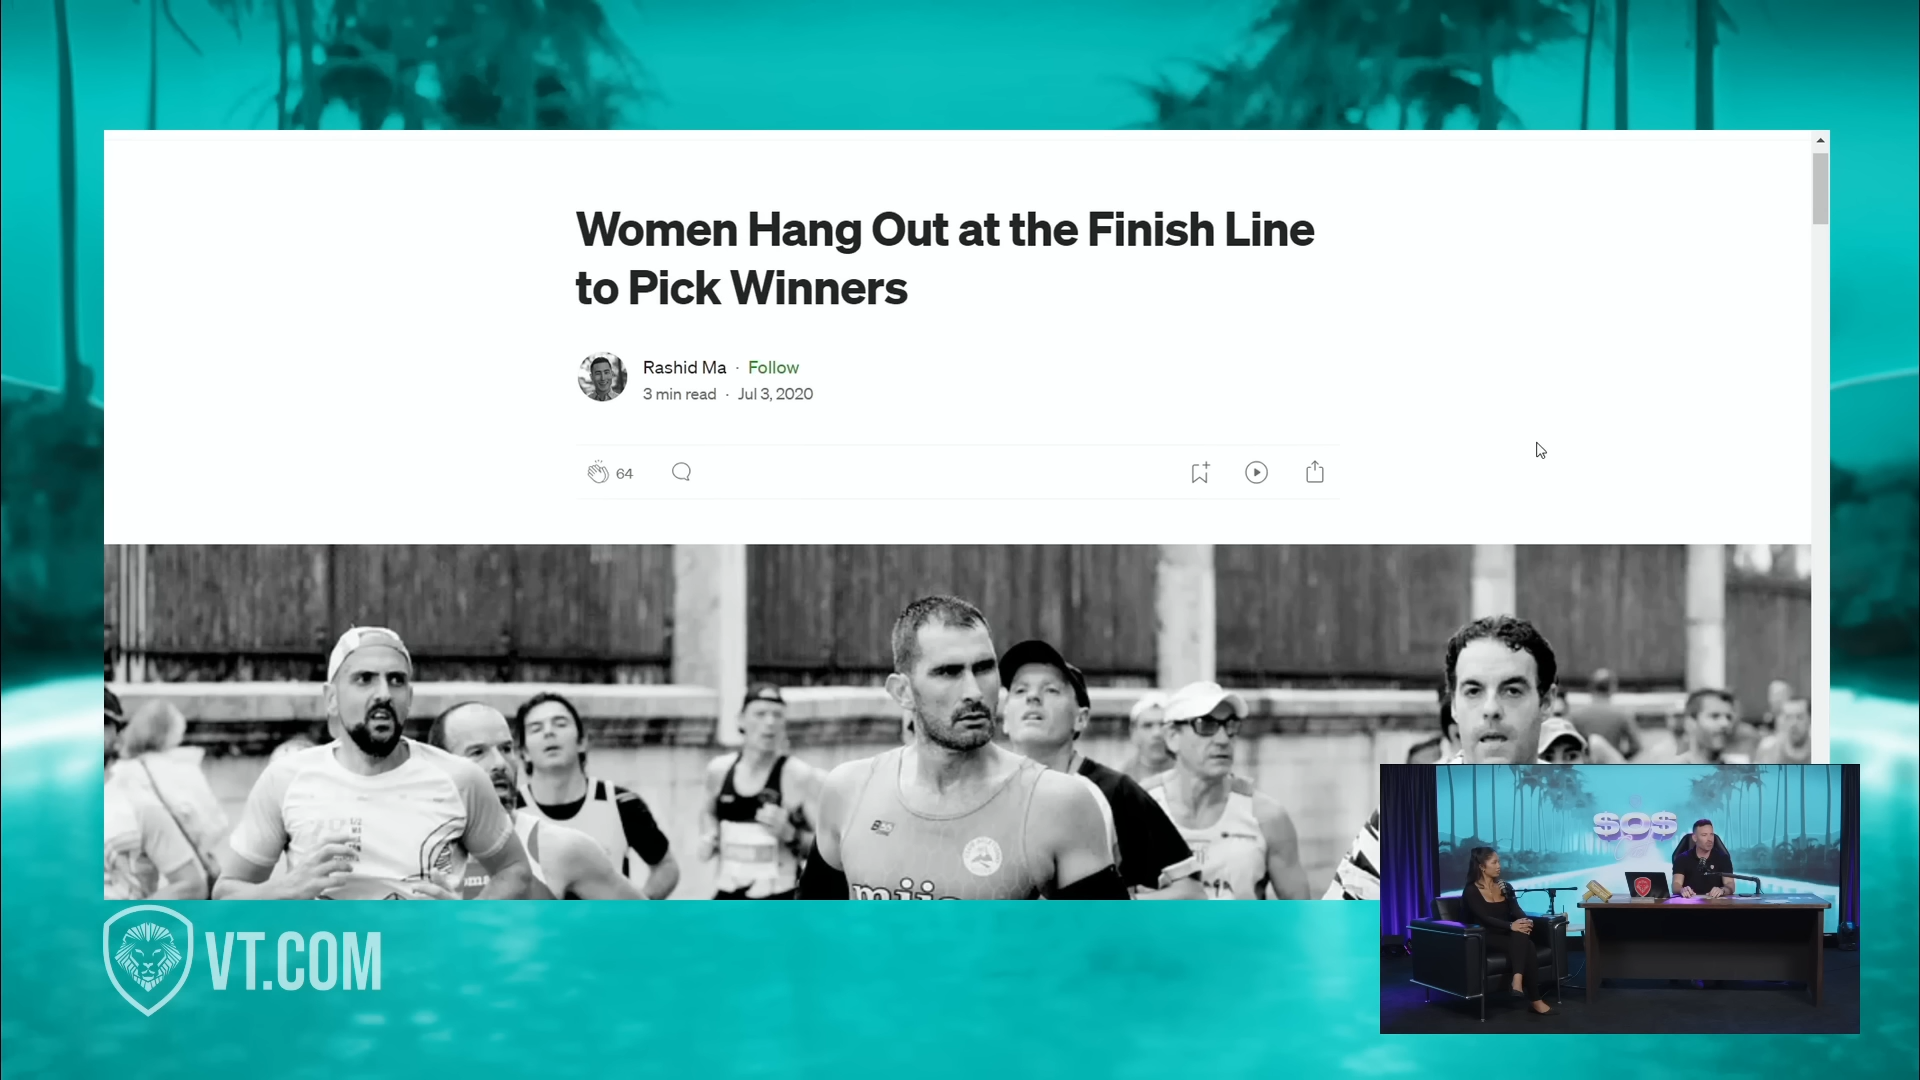 Women Hang Out at the Finish Line
to Pick Winners
Rashid Ma · Follow
3 min read · Jul 3, 2020
64
VT.COM
SOS